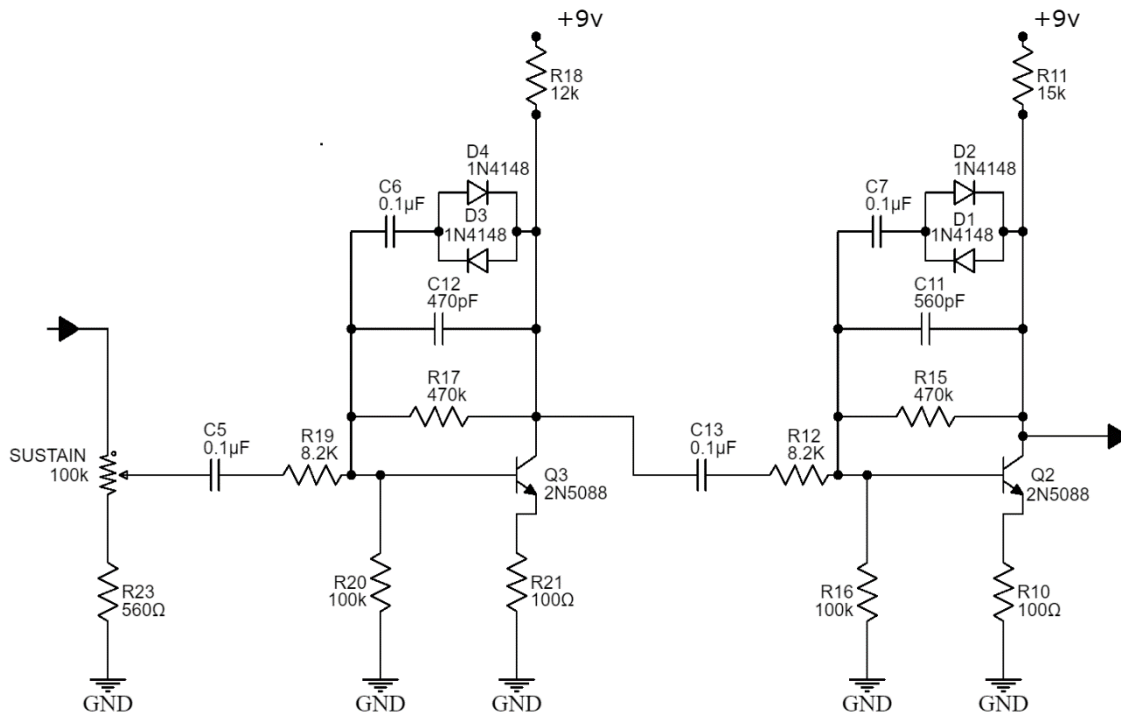 +9v
+9v
R18
12k
R11
15k
D4
1N4148
D2
1N4148
C6
0.1µF
D3
1N4148
C7
0.1µF
D1
1N4148
C12
470pF
C11
560pF
R17
470k
R15
470k
SUSTAIN
100k
C5
0.1µF
R19
8.2K
C13
0.1µF
R12
8.2K
Q3
2N5088
Q2
2N5088
R23
560Ω
R20
100k
R21
100Ω
R16
100k
R10
100Ω
GND
GND
GND
GND
GND